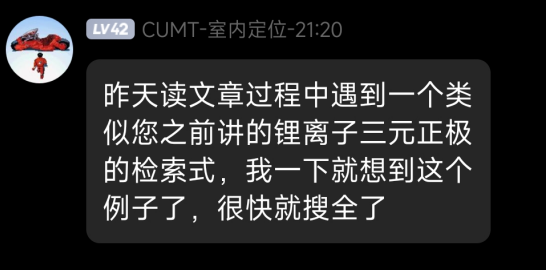 LV42 CUMT-室内定位-21:20
昨天读文章过程中遇到一个类
似您之前讲的锂离子三元正极
的检索式，我一下就想到这个
例子了，很快就搜全了